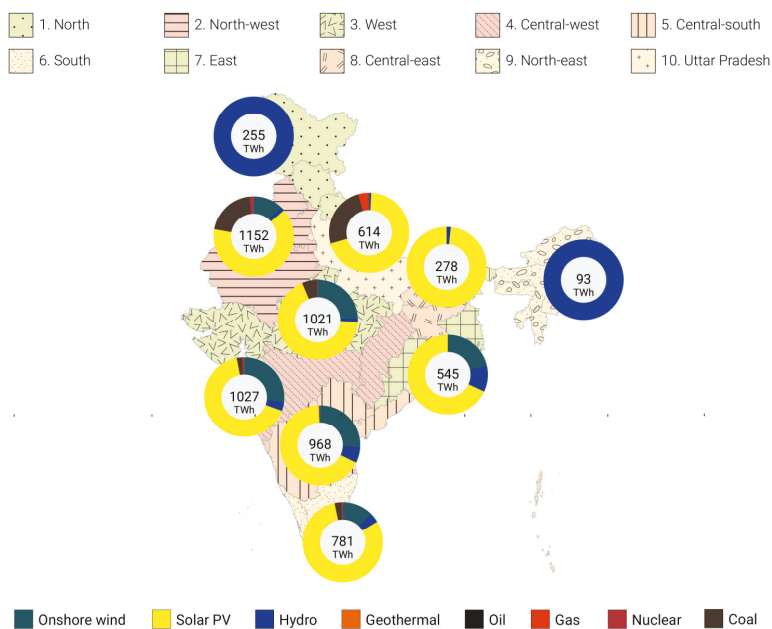 1. North 2. North-west 3. West 4. Central-west 5. Central-south
6. South 7. East 8. Central-east 9. North-east 10. Uttar Pradesh
255
TWh
1152
TWh
614
TWh
278
TWh
93
TWh
1021
TWh
545
TWh
1027
TWh
968
TWh
781
TWh
Onshore wind Solar PV Hydro Geothermal Oil Gas Nuclear Coal